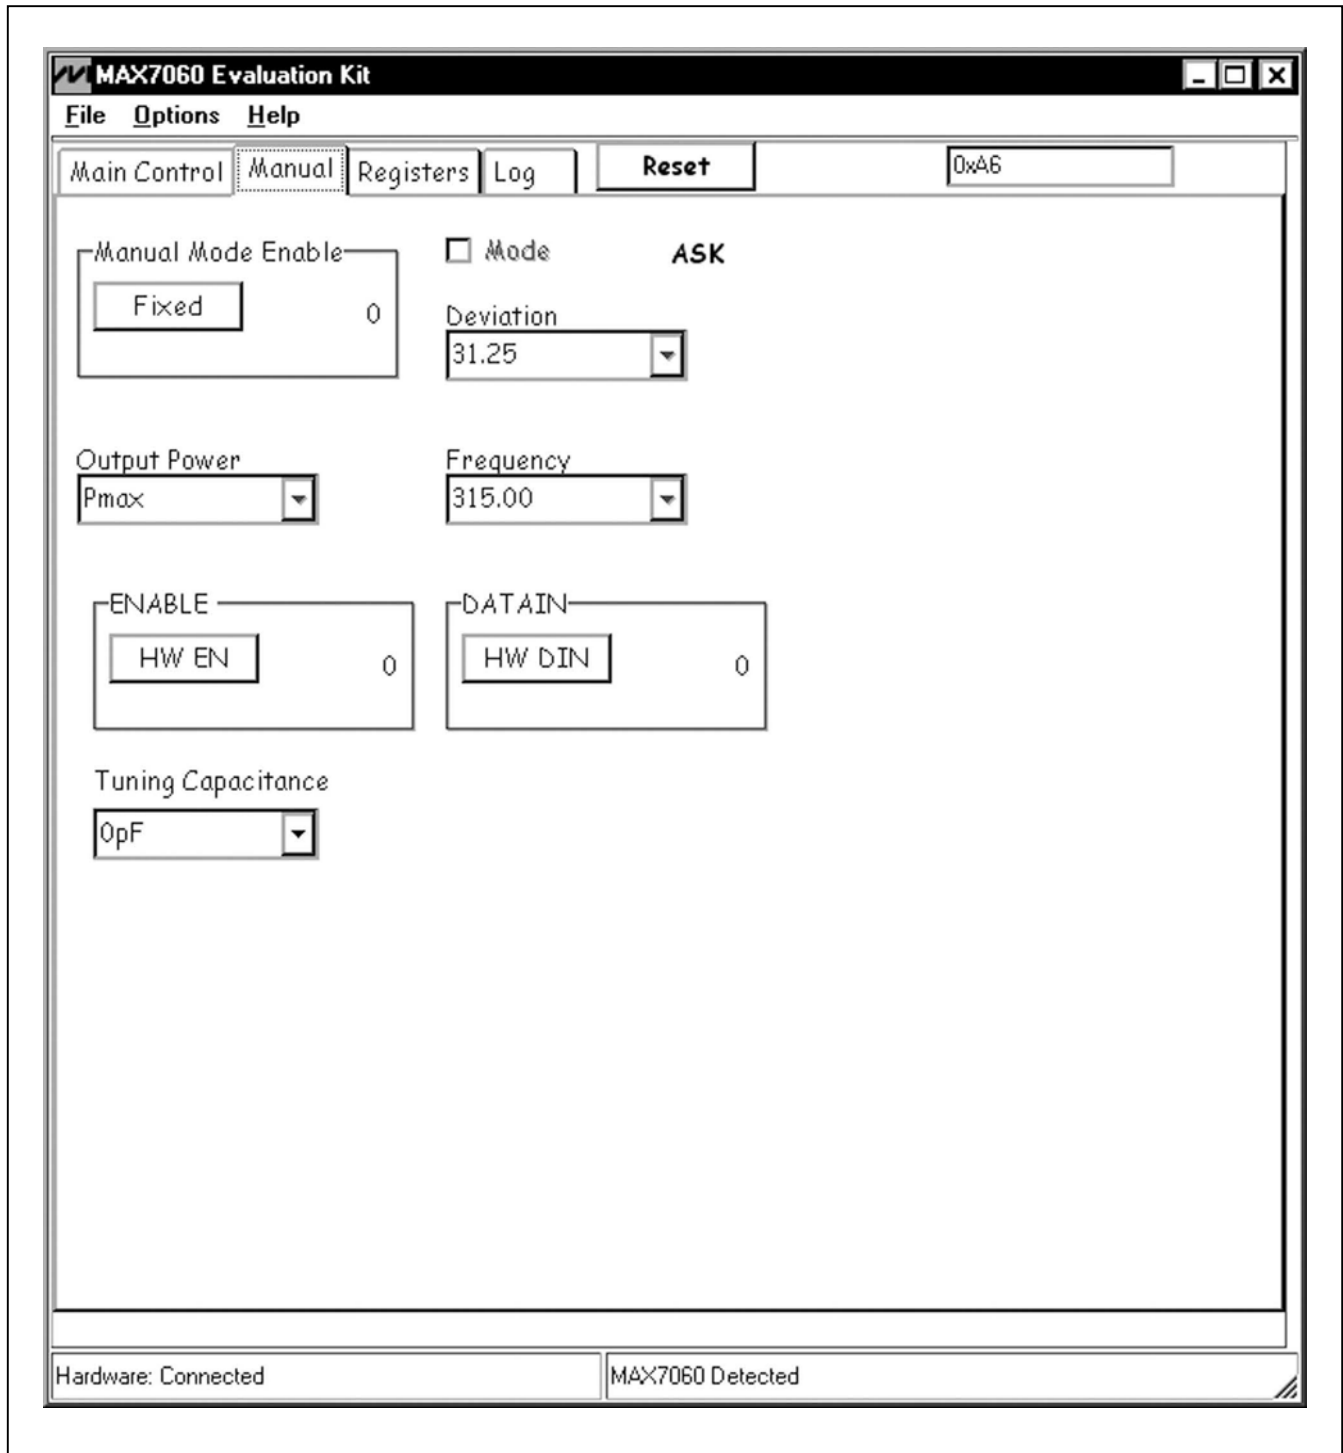 MAX7060 Evaluation Kit
File Options Help
Main Control Manual Registers Log Reset 0xA6
Manual Mode Enable Mode ASK
Fixed 0
Deviation
31.25
Output Power Frequency
Pmax 315.00
ENABLE DATAIN
HW EN 0 HW DIN 0
Tuning Capacitance
0pF
Hardware: Connected MAX7060 Detected